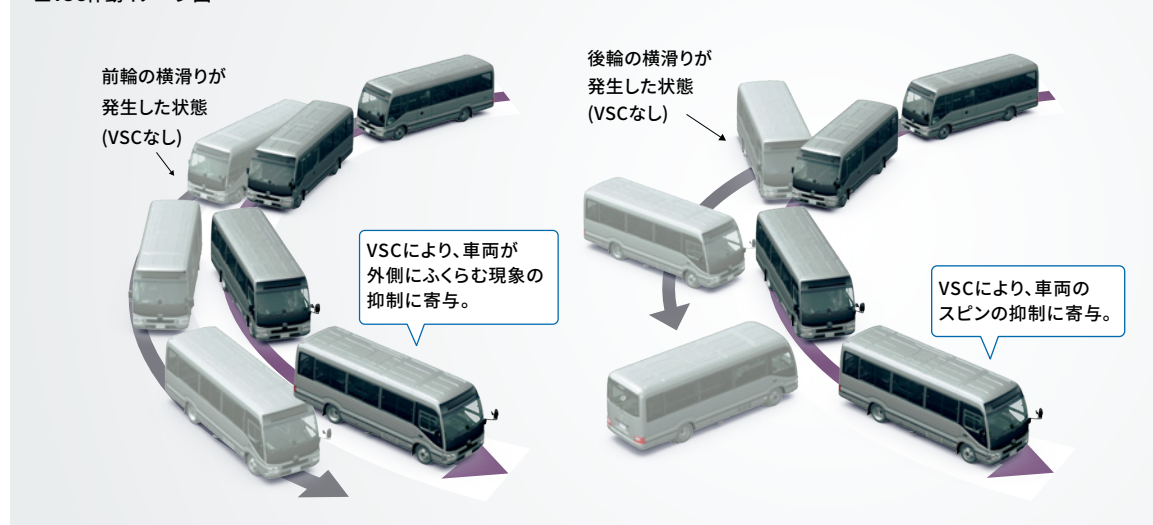 前輪の横滑りが
発生した状態
(VSCなし)
VSCにより、車両が
外側にふくらむ現象の
抑制に寄与。
後輪の横滑りが
発生した状態
(VSCなし)
VSCにより、車両の
スピンの抑制に寄与。